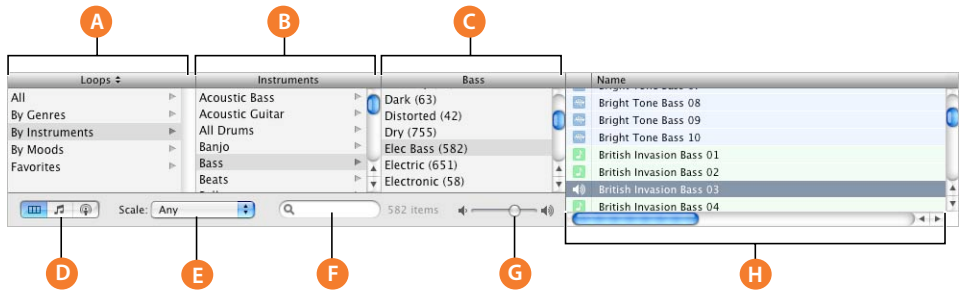 A
B
C
Loops
Instruments
Bass
Name
All
By Genres
By Instruments
By Moods
Favorites
Acoustic Bass
Acoustic Guitar
All Drums
Banjo
Bass
Beats
Dark (63)
Distorted (42)
Dry (755)
Elec Bass (582)
Electric (651)
Electronic (58)
Bright Tone Bass 08
Bright Tone Bass 09
Bright Tone Bass 10
British Invasion Bass 01
British Invasion Bass 02
British Invasion Bass 03
British Invasion Bass 04
Scale: Any
582 items
D
E
F
G
H